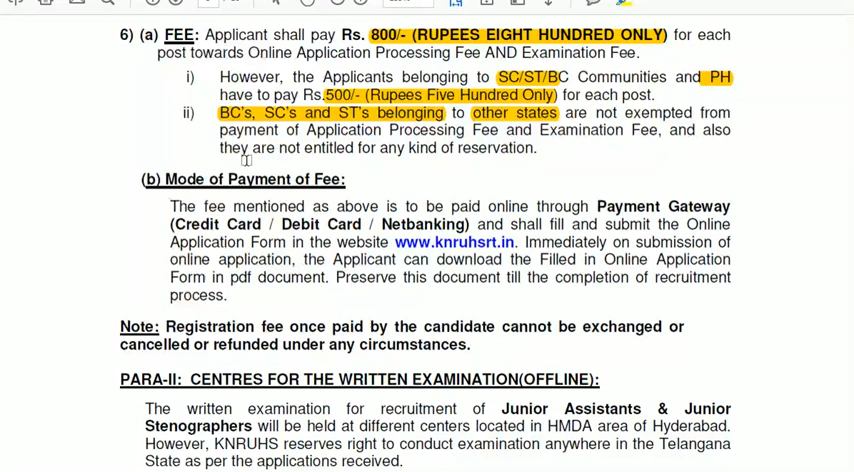 6) (a) FEE: Applicant shall pay Rs. 800/- (RUPEES EIGHT HUNDRED ONLY) for each
post towards Online Application Processing Fee AND Examination Fee.
i) However, the Applicants belonging to SC/ST/BC Communities and PH
have to pay Rs.500/- (Rupees Five Hundred Only) for each post.
ii) BC's, SC's and ST's belonging to other states are not exempted from
payment of Application Processing Fee and Examination Fee, and also
they are not entitled for any kind of reservation.
(b) Mode of Payment of Fee:
The fee mentioned as above is to be paid online through Payment Gateway
(Credit Card / Debit Card / Netbanking) and shall fill and submit the Online
Application Form in the website www.knruhsrt.in. Immediately on submission of
online application, the Applicant can download the Filled in Online Application
Form in pdf document. Preserve this document till the completion of recruitment
process.
Note: Registration fee once paid by the candidate cannot be exchanged or
cancelled or refunded under any circumstances.
PARA-II: CENTRES FOR THE WRITTEN EXAMINATION(OFFLINE):
The written examination for recruitment of Junior Assistants & Junior
Stenographers will be held at different centers located in HMDA area of Hyderabad.
However, KNRUHS reserves right to conduct examination anywhere in the Telangana
State as per the applications received.